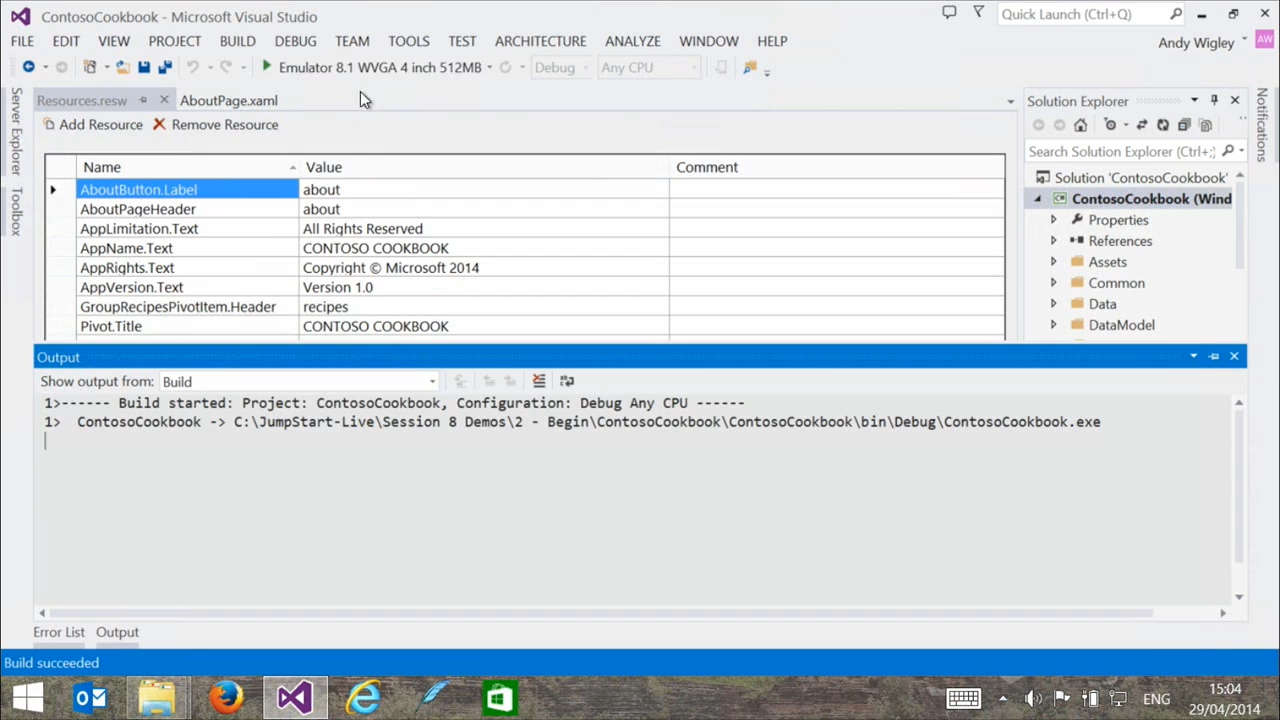 ContosoCookbook - Microsoft Visual Studio
Quick Launch (Ctrl+Q)
FILE EDIT VIEW PROJECT BUILD DEBUG TEAM TOOLS TEST ARCHITECTURE ANALYZE WINDOW HELP
Andy Wigley AW
Emulator 8.1 WVGA 4 inch 512MB Debug Any CPU
Server Explorer
Toolbox
Resources.resw AboutPage.xaml
Add Resource Remove Resource
Name Value Comment
AboutButton.Label about
AboutPageHeader about
AppLimitation.Text All Rights Reserved
AppName.Text CONTOSO COOKBOOK
AppRights.Text Copyright © Microsoft 2014
AppVersion.Text Version 1.0
GroupRecipesPivotItem.Header recipes
Pivot.Title CONTOSO COOKBOOK
Solution Explorer
Search Solution Explorer (Ctrl+;)
Solution 'ContosoCookbook'
ContosoCookbook (Wind
Properties
References
Assets
Common
Data
DataModel
Notifications
Output
Show output from: Build
1>------ Build started: Project: ContosoCookbook, Configuration: Debug Any CPU ------
1> ContosoCookbook -> C:\JumpStart-Live\Session 8 Demos\2 - Begin\ContosoCookbook\ContosoCookbook\bin\Debug\ContosoCookbook.exe
Error List Output
Build succeeded
ENG
15:04
29/04/2014